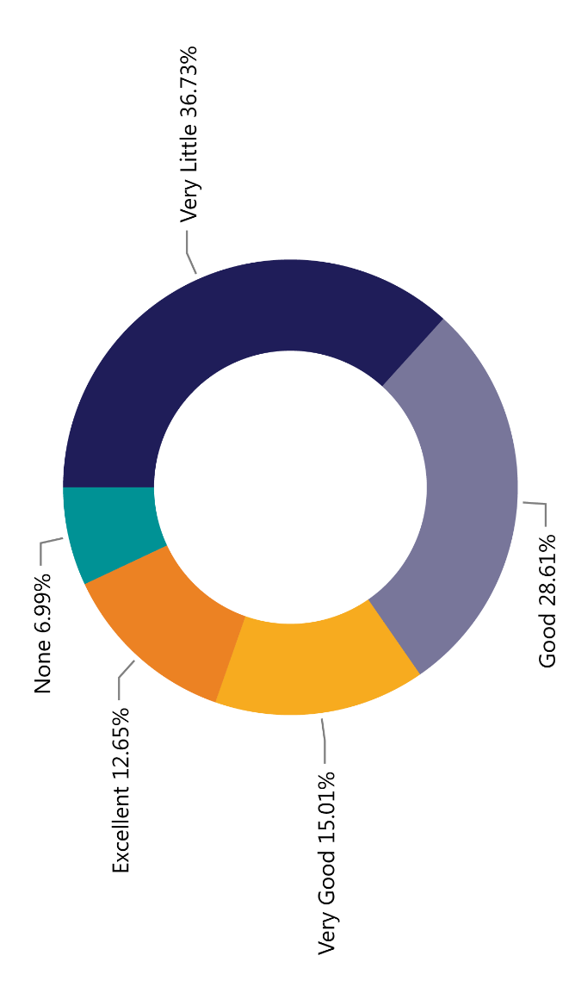 Very Little 36.73%
Good 28.61%
Very Good 15.01%
Excellent 12.65%
None 6.99%